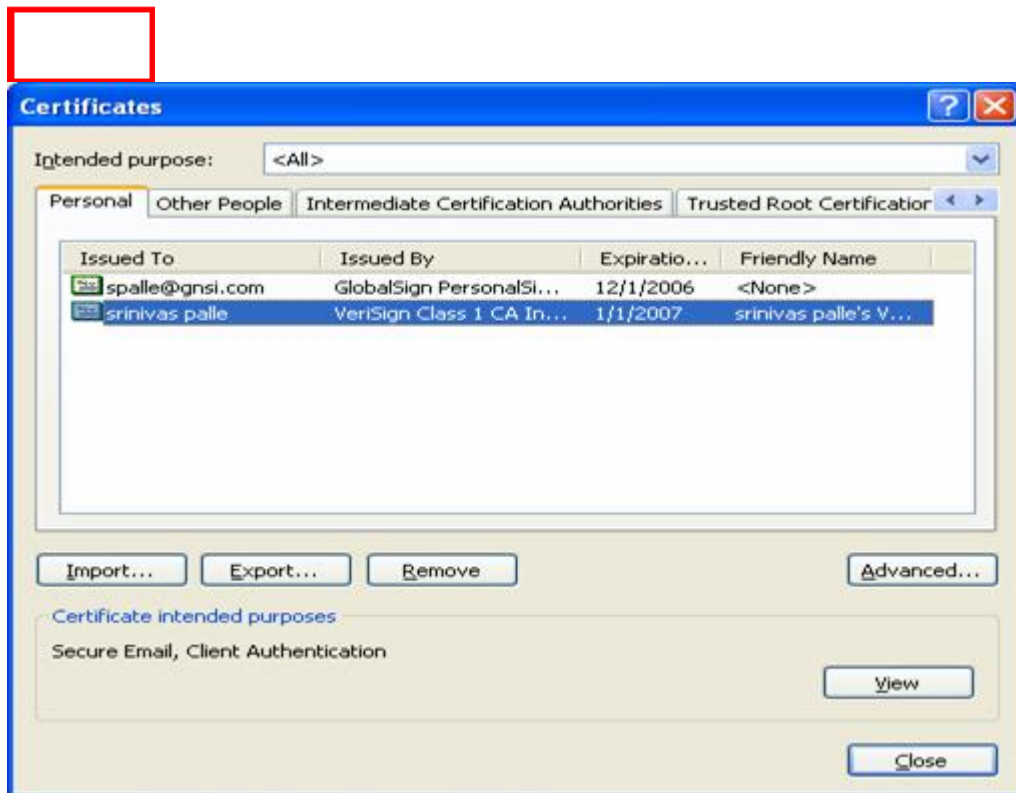 Certificates
Intended purpose: <All>
Personal Other People Intermediate Certification Authorities Trusted Root Certification
Issued To Issued By Expiratio... Friendly Name
spalle@gnsi.com GlobalSign PersonalSi... 12/1/2006 <None>
srinivas palle VeriSign Class 1 CA In... 1/1/2007 srinivas palle's V...
Import... Export... Remove Advanced...
Certificate intended purposes
Secure Email, Client Authentication
View
Close